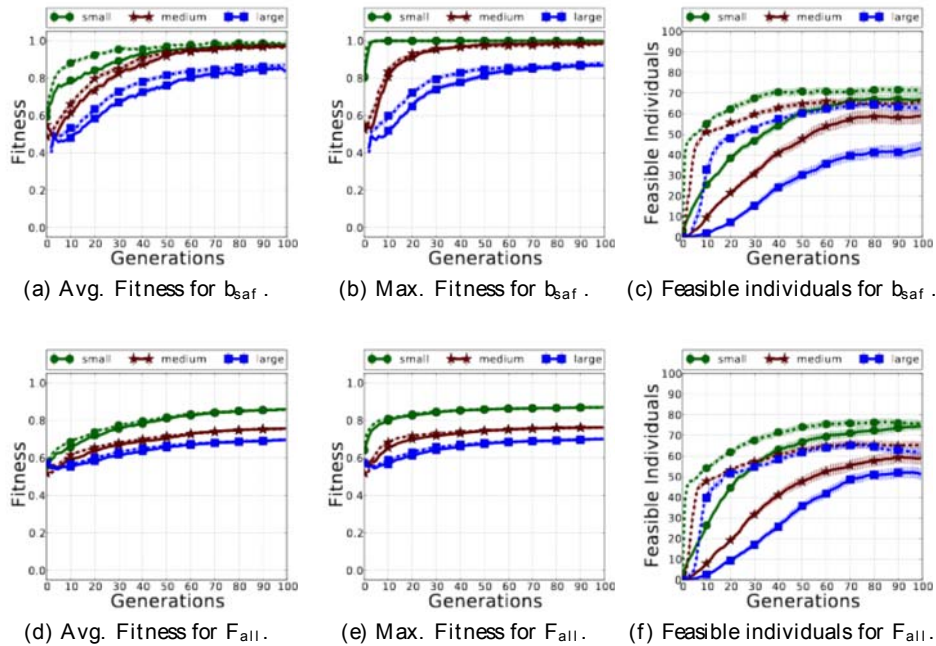 small medium large
small medium large
small medium large
1.0
0.8
0.6
0.4
0.2
0.0
Fitness
0 10 20 30 40 50 60 70 80 90 100
Generations
1.0
0.8
0.6
0.4
0.2
0.0
Fitness
0 10 20 30 40 50 60 70 80 90 100
Generations
100
90
80
70
60
50
40
30
20
10
0
Feasible Individuals
0 10 20 30 40 50 60 70 80 90 100
Generations
(a) Avg. Fitness for bsaf .
(b) Max. Fitness for bsaf .
(c) Feasible individuals for bsaf .
small medium large
small medium large
small medium large
1.0
0.8
0.6
0.4
0.2
0.0
Fitness
0 10 20 30 40 50 60 70 80 90 100
Generations
1.0
0.8
0.6
0.4
0.2
0.0
Fitness
0 10 20 30 40 50 60 70 80 90 100
Generations
100
90
80
70
60
50
40
30
20
10
0
Feasible Individuals
0 10 20 30 40 50 60 70 80 90 100
Generations
(d) Avg. Fitness for Fall .
(e) Max. Fitness for Fall .
(f) Feasible individuals for Fall .